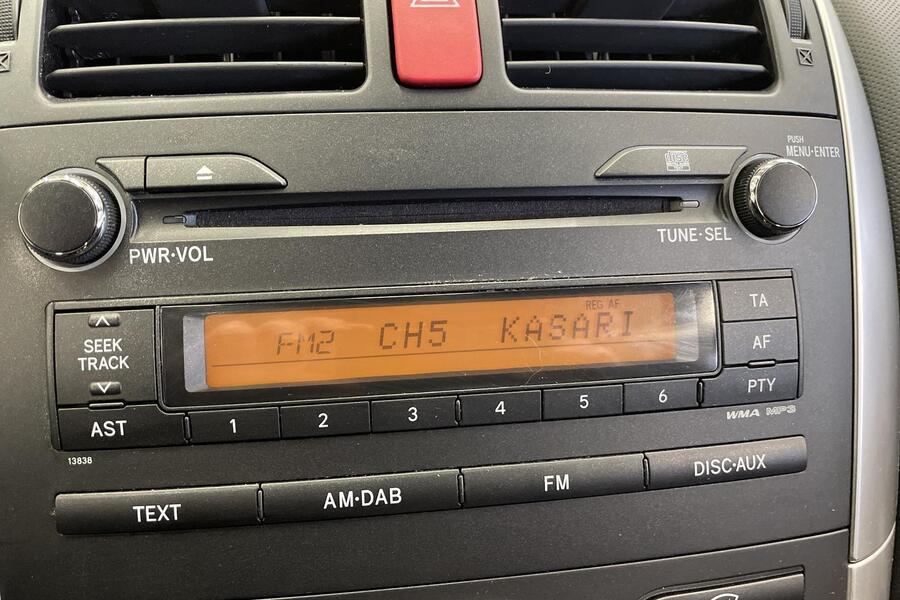 PUSH
MENU·ENTER
DISC
PWR·VOL
TUNE·SEL
REG AF
FM2 CH5 KASARI
SEEK
TRACK
TA
AF
PTY
AST 1 2 3 4 5 6
WMA MP3
13838
TEXT AM·DAB FM DISC·AUX